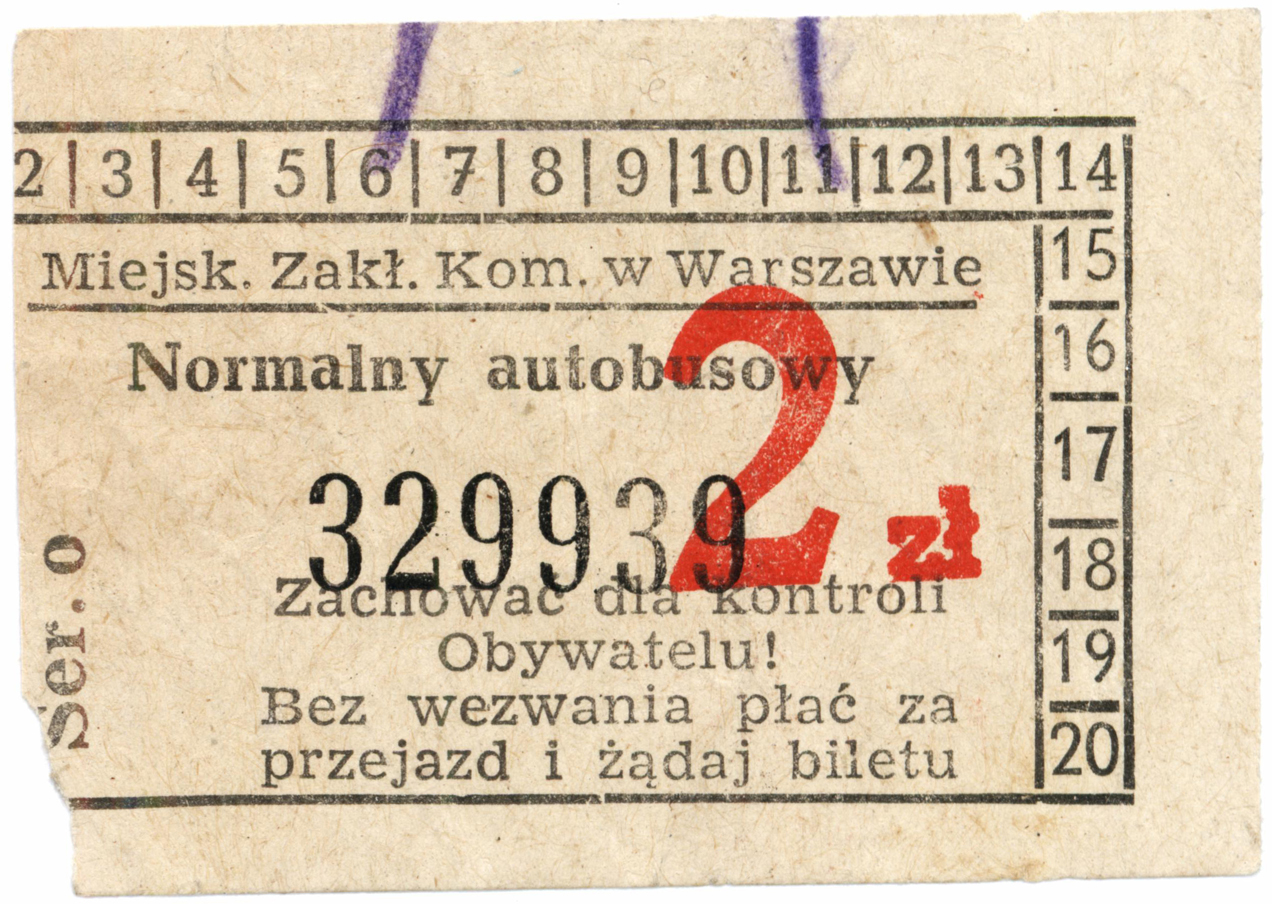 2 | 3 | 4 | 5 | 6 | 7 | 8 | 9 | 10 | 11 | 12 | 13 | 14
15
16
17
18
19
20
Miejsk. Zakł. Kom. w Warszawie
Normalny autobusowy
2 zł
329939
Ser. o
Zachować dla kontroli
Obywatelu!
Bez wezwania płać za
przejazd i żądaj biletu